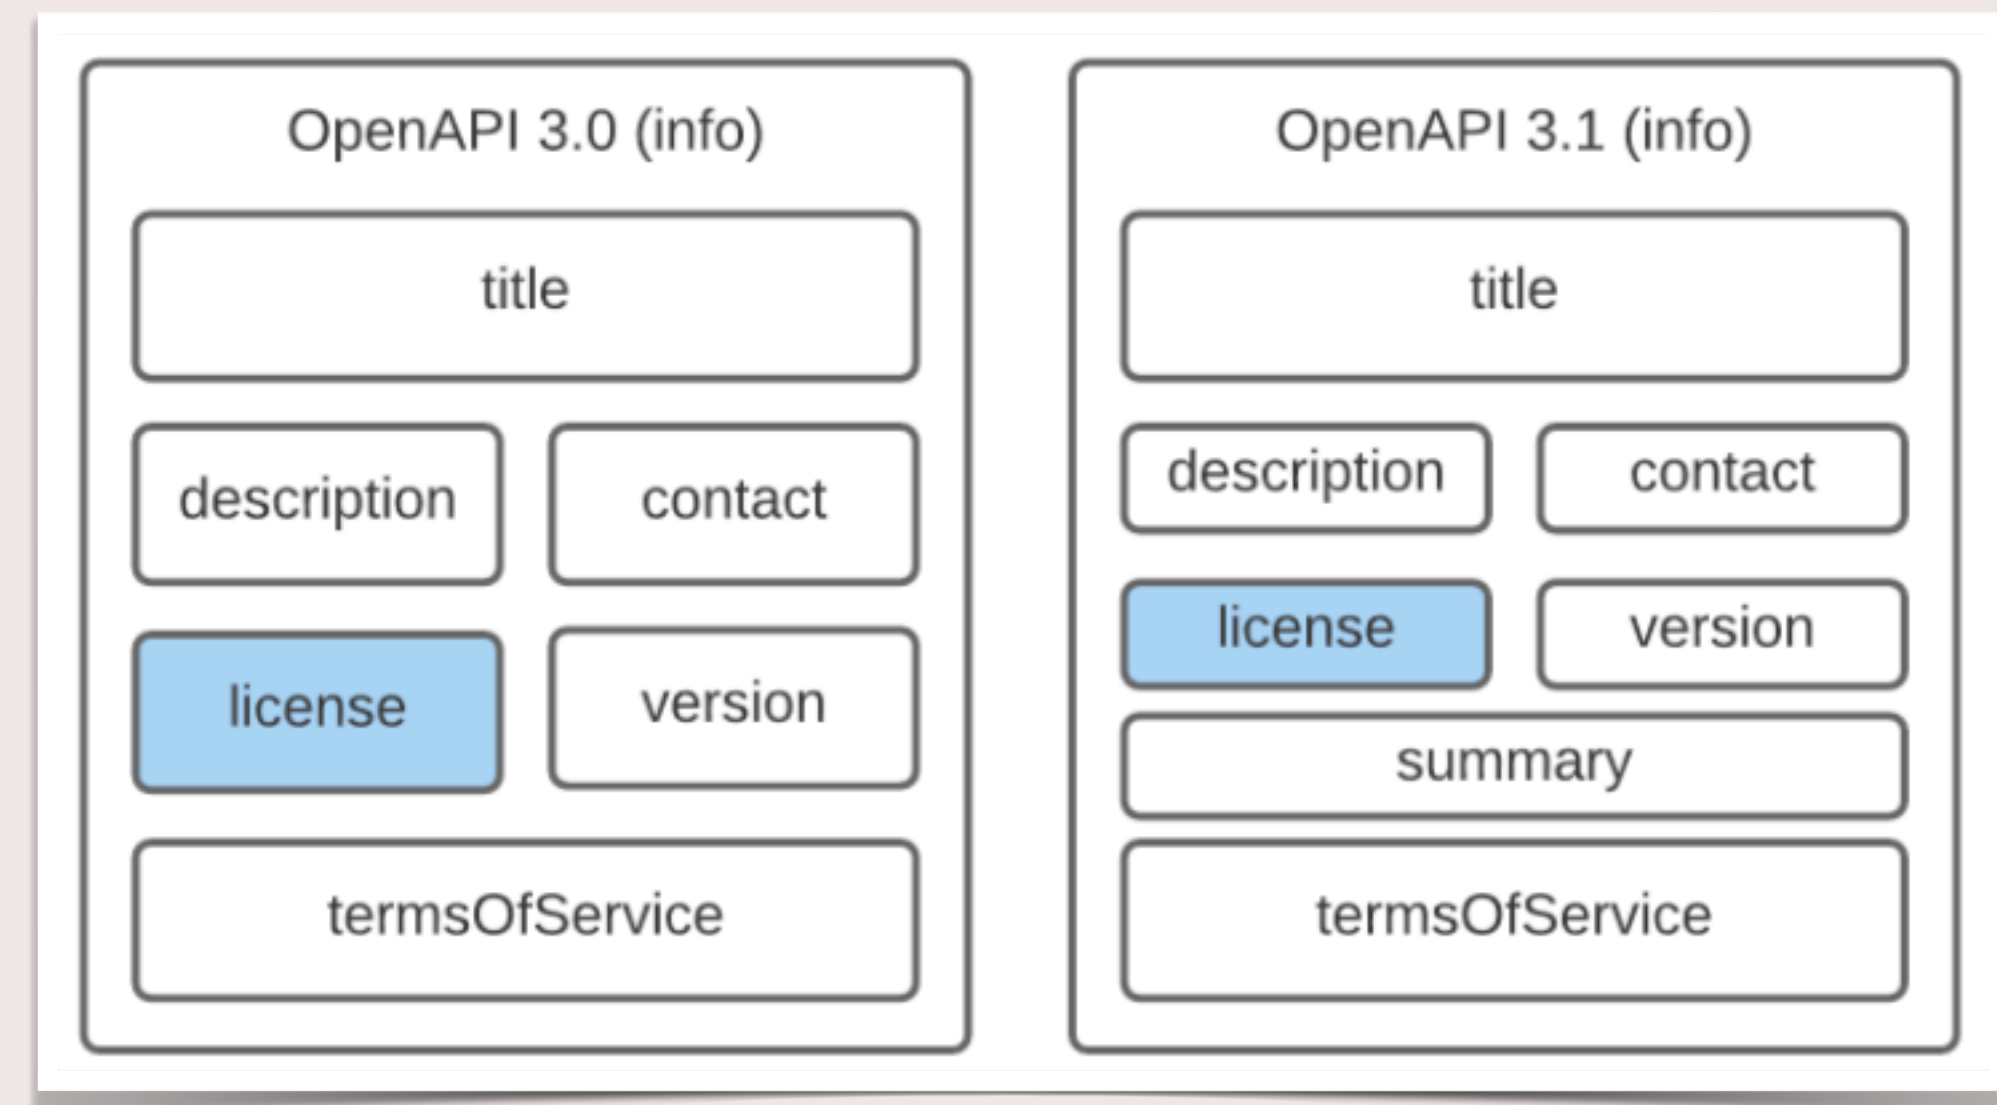 OpenAPI 3.0 (info)
title
description
contact
license
version
termsOfService
OpenAPI 3.1 (info)
title
description
contact
license
version
summary
termsOfService